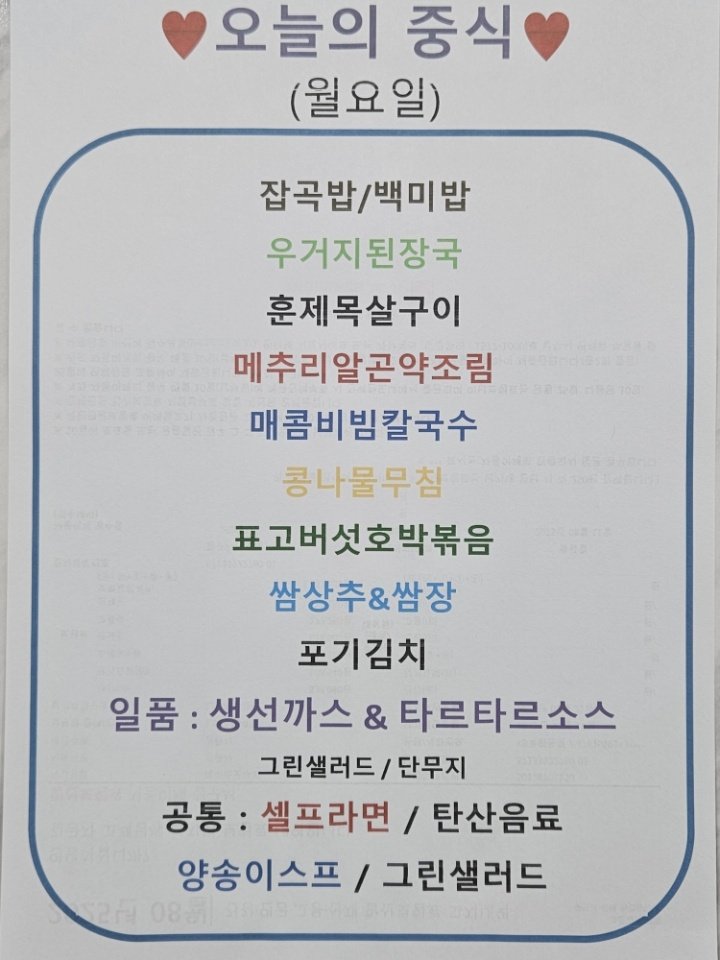 ♥오늘의 중식♥
(월요일)
잡곡밥/백미밥
우거지된장국
훈제목살구이
메추리알곤약조림
매콤비빔칼국수
콩나물무침
표고버섯호박볶음
쌈상추&쌈장
포기김치
일품 : 생선까스 & 타르타르소스
그린샐러드 / 단무지
공통 : 셀프라면 / 탄산음료
양송이스프 / 그린샐러드